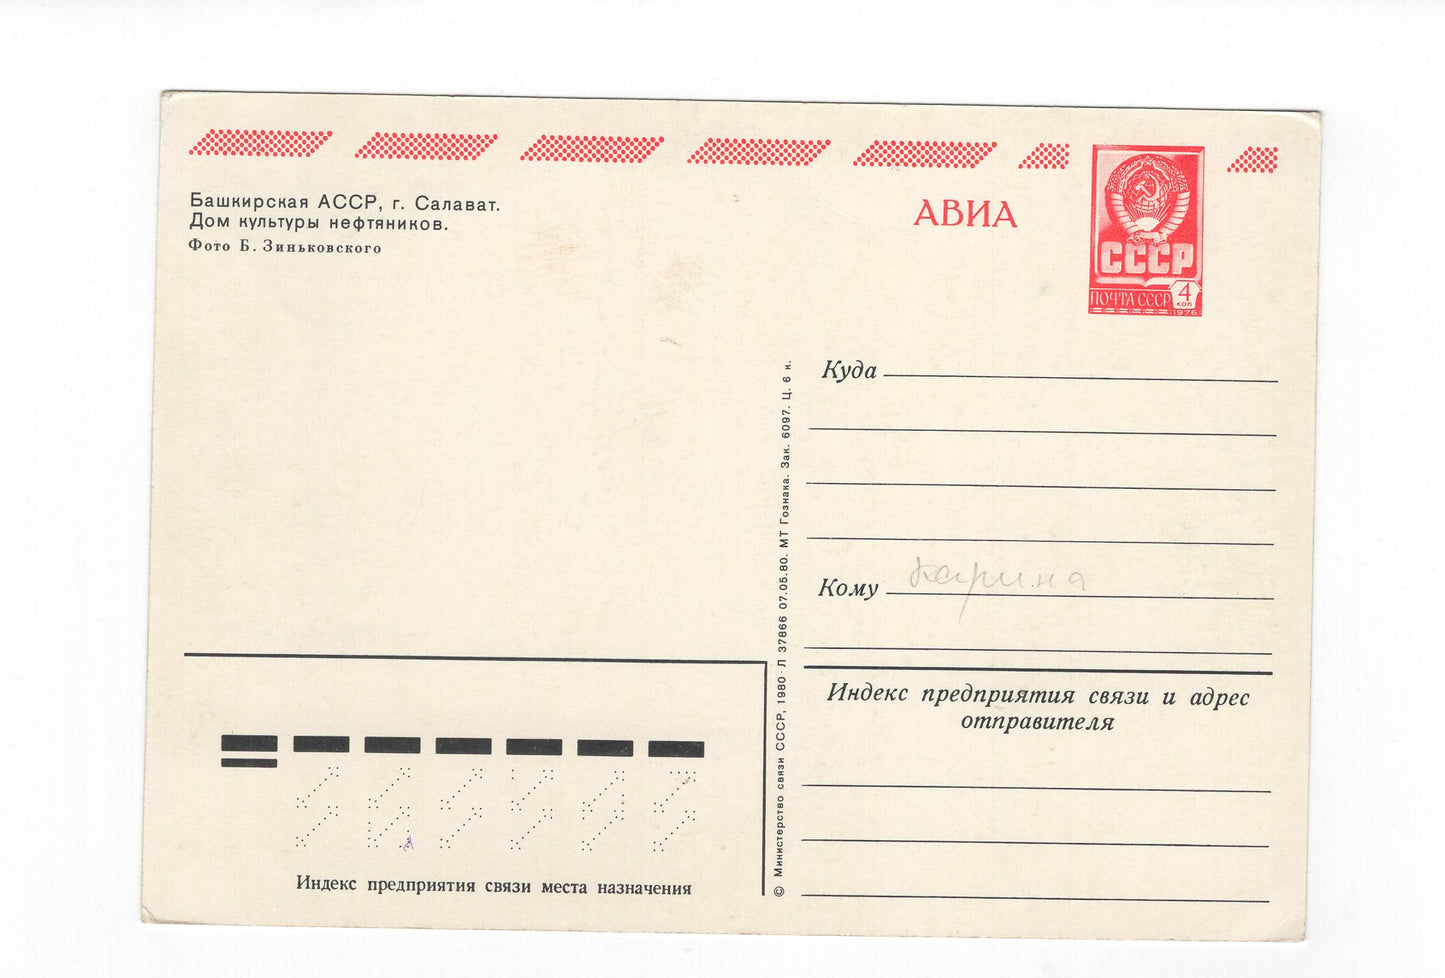 Башкирская АССР, г. Салават.
Дом культуры нефтяников.
Фото Б. Зиньковского
АВИА
СССР
ПОЧТА СССР 4 коп
1976
Куда
Кому Карина
Индекс предприятия связи и адрес
отправителя
© Министерство связи СССР, 1980 · Л 37866 07.05.80. МТ Гознака. Зак. 6097. Ц. 6 к.
Индекс предприятия связи места назначения